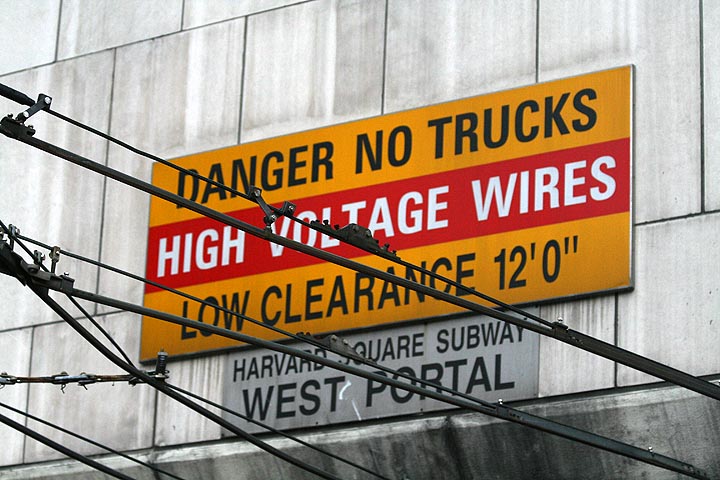 DANGER NO TRUCKS
HIGH VOLTAGE WIRES
LOW CLEARANCE 12'0"
HARVARD SQUARE SUBWAY
WEST PORTAL